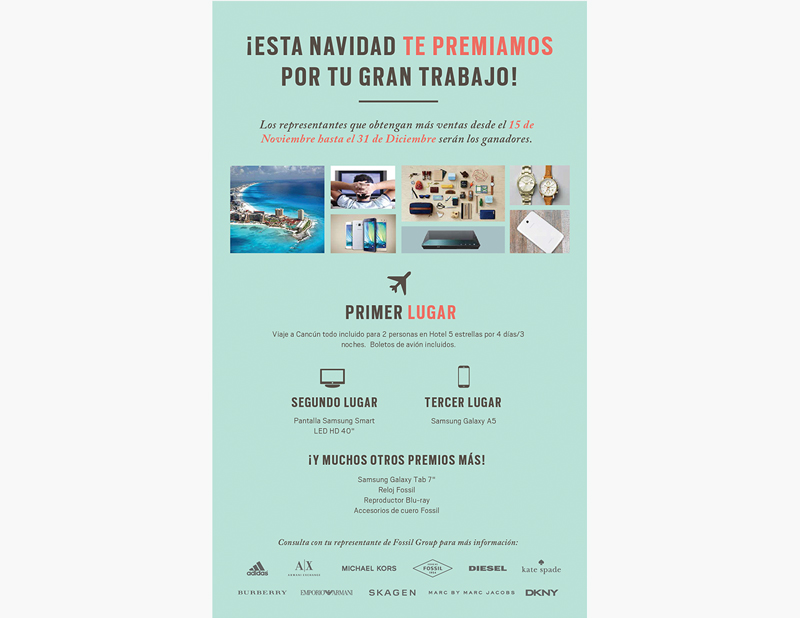 ¡ESTA NAVIDAD TE PREMIAMOS
POR TU GRAN TRABAJO!
Los representantes que obtengan más ventas desde el 15 de
Noviembre hasta el 31 de Diciembre serán los ganadores.
PRIMER LUGAR
Viaje a Cancún todo incluido para 2 personas en Hotel 5 estrellas por 4 días/3
noches. Boletos de avión incluidos.
SEGUNDO LUGAR
Pantalla Samsung Smart
LED HD 40"
TERCER LUGAR
Samsung Galaxy A5
¡Y MUCHOS OTROS PREMIOS MÁS!
Samsung Galaxy Tab 7"
Reloj Fossil
Reproductor Blu-ray
Accesorios de cuero Fossil
Consulta con tu representante de Fossil Group para más información:
adidas
A|X
ARMANI EXCHANGE
MICHAEL KORS
FOSSIL
DIESEL
kate spade
BURBERRY
EMPORIO ARMANI
SKAGEN
MARC BY MARC JACOBS
DKNY